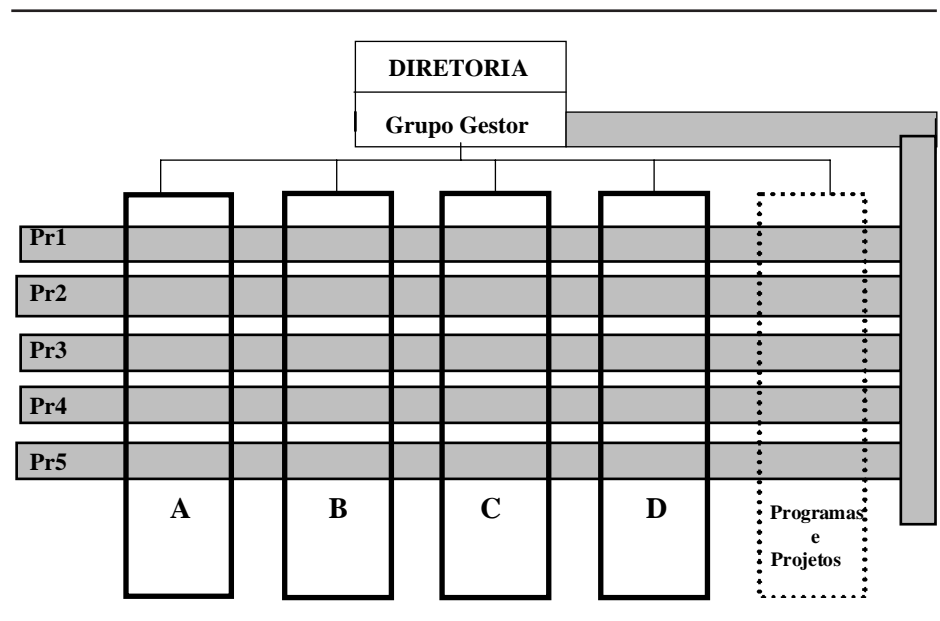 DIRETORIA
Grupo Gestor
Pr1
Pr2
Pr3
Pr4
Pr5
A
B
C
D
Programas
e
Projetos